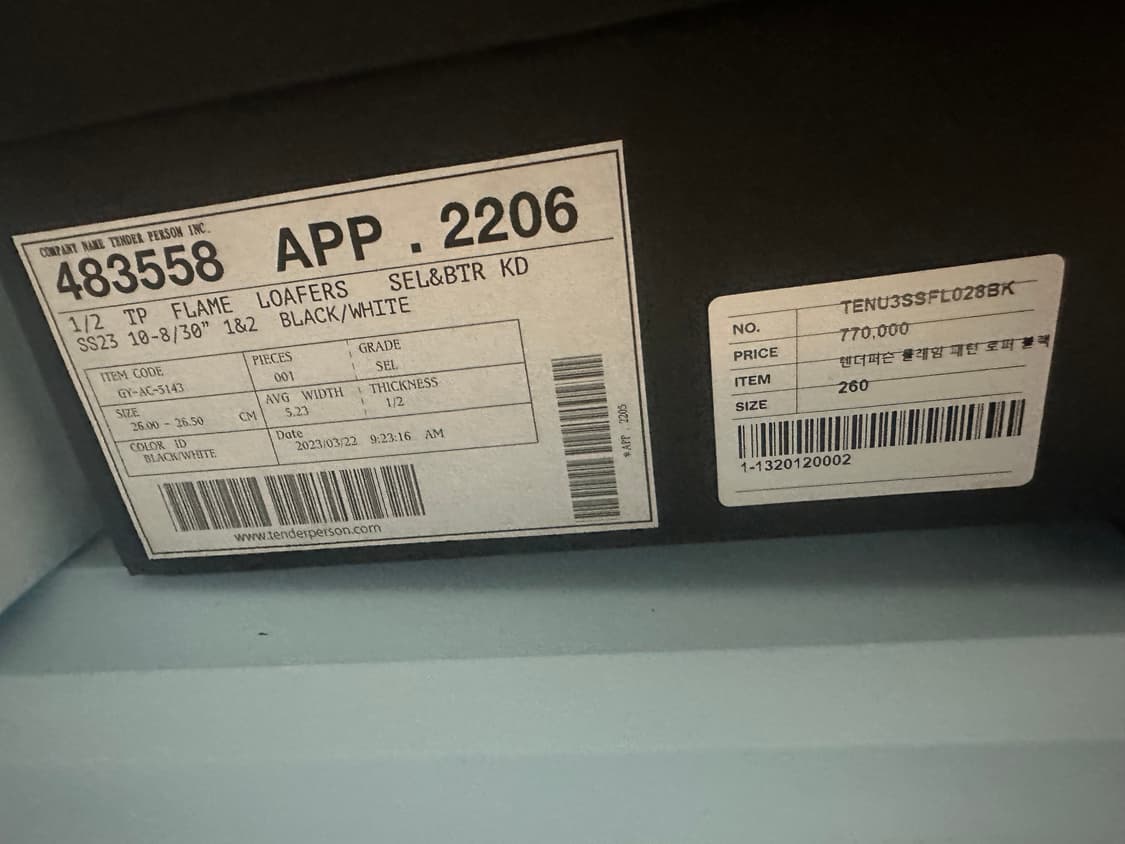 COMPANY NAME TENDER PERSON INC.
483558 APP . 2206
1/2 TP FLAME LOAFERS SEL&BTR KD
SS23 10-8/30" 1&2 BLACK/WHITE
ITEM CODE
GY-AC-5143
PIECES
001
GRADE
SEL
SIZE
26.00 - 26.50 CM
AVG WIDTH
5.23
THICKNESS
1/2
COLOR ID
BLACK/WHITE
Date
2023/03/22 9:23:16 AM
www.tenderperson.com
*APP . 2205
NO. TENU3SSFL028BK
PRICE 770,000
ITEM 텐더퍼슨 플레임 패턴 로퍼 블랙
SIZE 260
1-1320120002